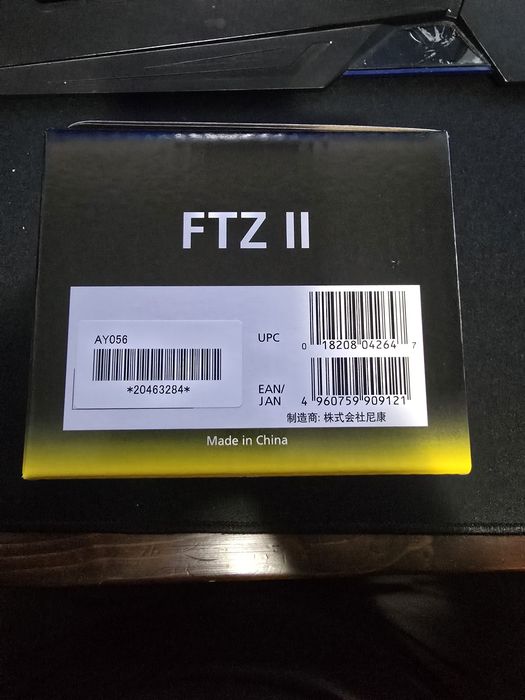 FTZ II
AY056
*20463284*
UPC
0 18208 04264 7
EAN/
JAN
4 960759 909121
制造商: 株式会社尼康
Made in China